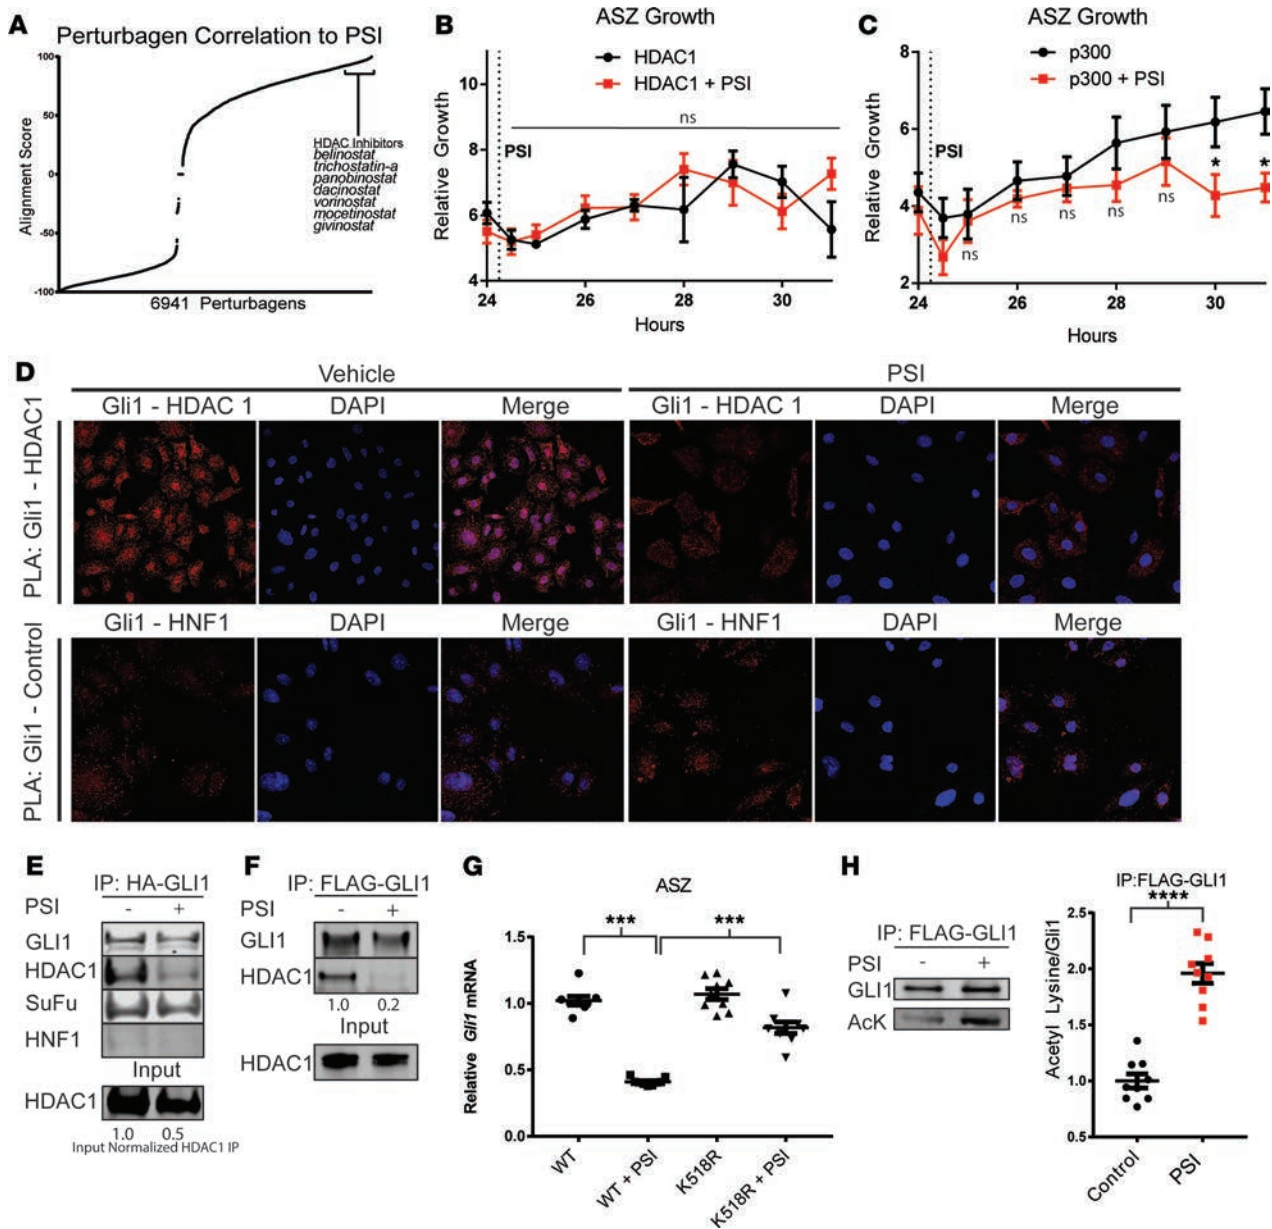 A
Perturbagen Correlation to PSI
Alignment Score
100
50
0
-50
-100
HDAC Inhibitors
belinostat
trichostatin-a
panobinostat
dacinostat
vorinostat
mocetinostat
givinostat
6941 Perturbagens
B
ASZ Growth
HDAC1
HDAC1 + PSI
ns
PSI
Relative Growth
10
8
6
4
24 26 28 30
Hours
C
ASZ Growth
p300
p300 + PSI
PSI
Relative Growth
8
6
4
2
* *
ns ns ns ns ns
24 26 28 30
Hours
D
Vehicle PSI
PLA: Gli1 - HDAC1
Gli1 - HDAC 1 DAPI Merge Gli1 - HDAC 1 DAPI Merge
PLA: Gli1 - Control
Gli1 - HNF1 DAPI Merge Gli1 - HNF1 DAPI Merge
E
IP: HA-GLI1
PSI - +
GLI1
HDAC1
SuFu
HNF1
Input
HDAC1
1.0 0.5
Input Normalized HDAC1 IP
F
IP: FLAG-GLI1
PSI - +
GLI1
HDAC1
1.0 0.2
Input
HDAC1
G
ASZ
*** ***
Relative Gli1 mRNA
1.5
1.0
0.5
0.0
WT WT + PSI K518R K518R + PSI
H
IP: FLAG-GLI1
PSI - +
GLI1
AcK
IP:FLAG-GLI1
****
Acetyl Lysine/Gli1
2.5
2.0
1.5
1.0
0.5
Control PSI